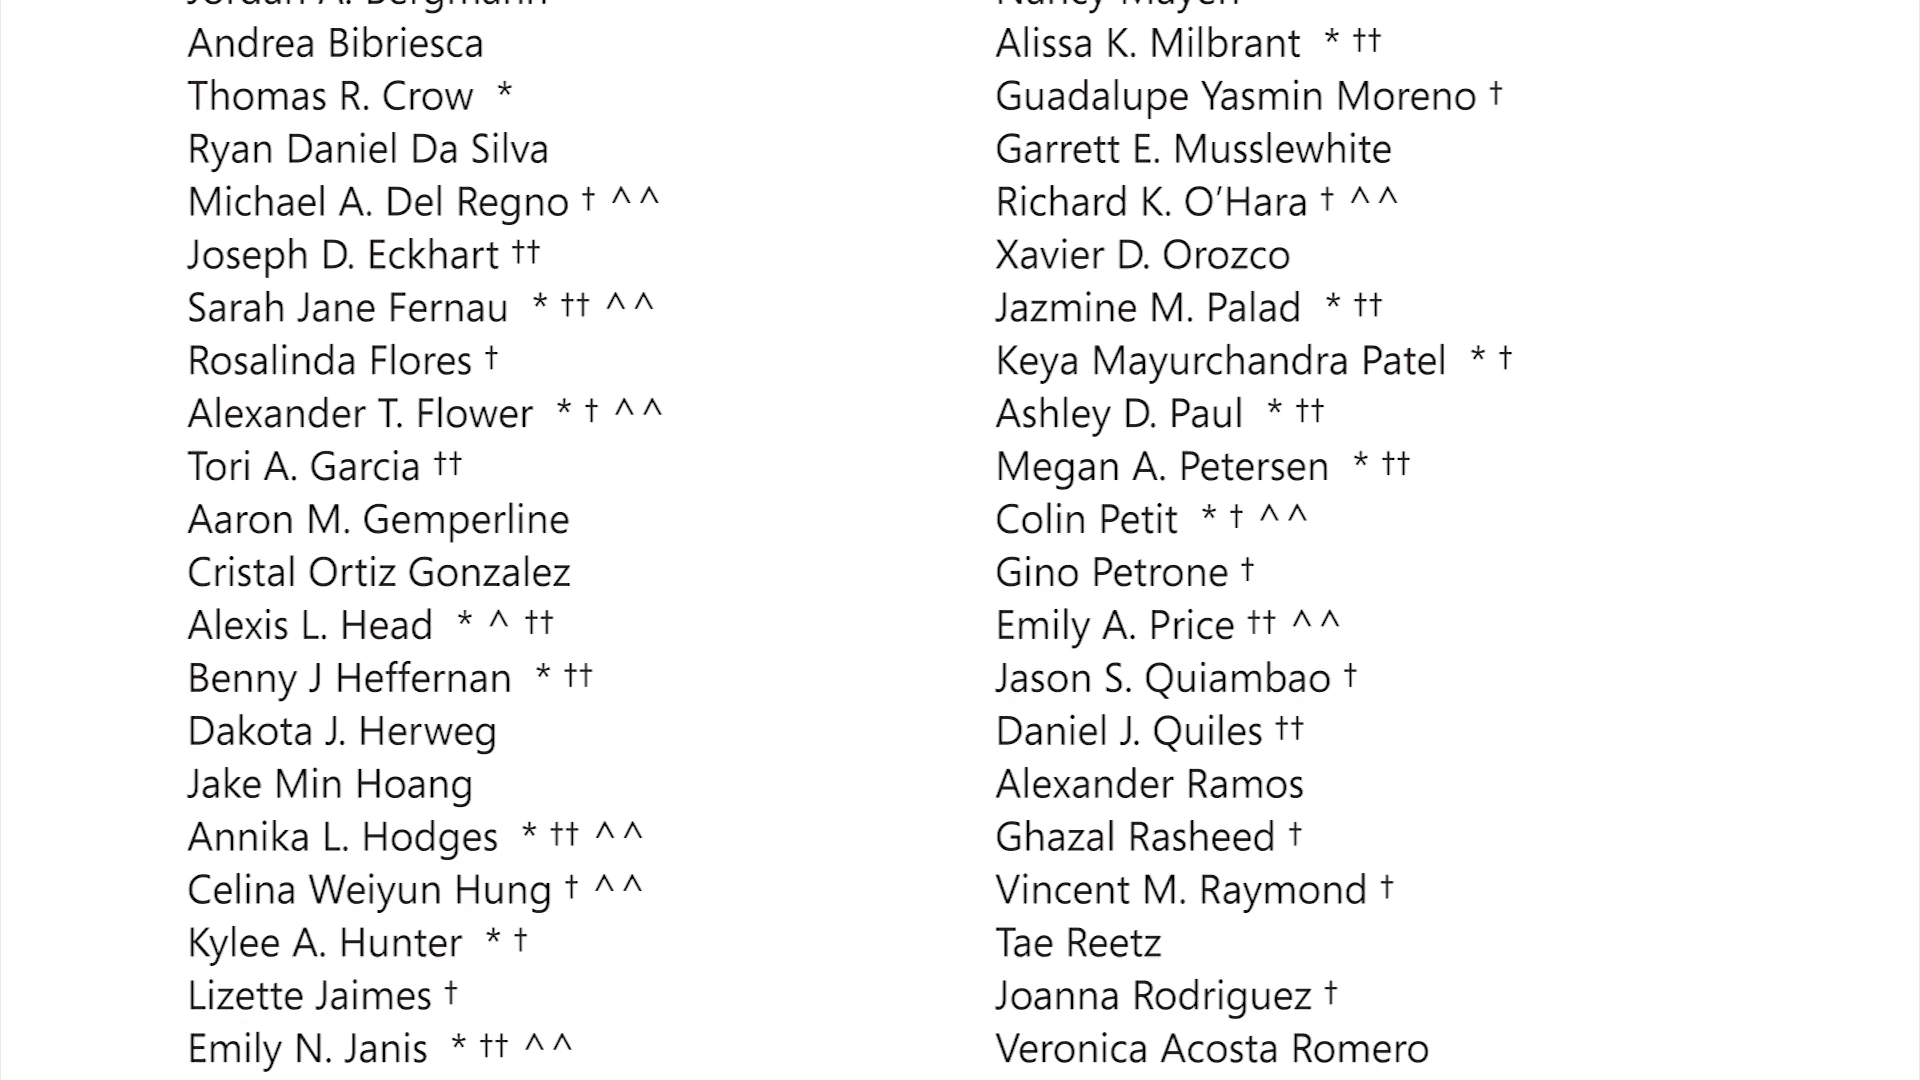 Jordan A. Bergmann
Andrea Bibriesca
Thomas R. Crow *
Ryan Daniel Da Silva
Michael A. Del Regno † ^ ^
Joseph D. Eckhart ††
Sarah Jane Fernau * †† ^ ^
Rosalinda Flores †
Alexander T. Flower * † ^ ^
Tori A. Garcia ††
Aaron M. Gemperline
Cristal Ortiz Gonzalez
Alexis L. Head * ^ ††
Benny J Heffernan * ††
Dakota J. Herweg
Jake Min Hoang
Annika L. Hodges * †† ^ ^
Celina Weiyun Hung † ^ ^
Kylee A. Hunter * †
Lizette Jaimes †
Emily N. Janis * †† ^ ^
Nancy Mayen
Alissa K. Milbrant * ††
Guadalupe Yasmin Moreno †
Garrett E. Musslewhite
Richard K. O’Hara † ^ ^
Xavier D. Orozco
Jazmine M. Palad * ††
Keya Mayurchandra Patel * †
Ashley D. Paul * ††
Megan A. Petersen * ††
Colin Petit * † ^ ^
Gino Petrone †
Emily A. Price †† ^ ^
Jason S. Quiambao †
Daniel J. Quiles ††
Alexander Ramos
Ghazal Rasheed †
Vincent M. Raymond †
Tae Reetz
Joanna Rodriguez †
Veronica Acosta Romero